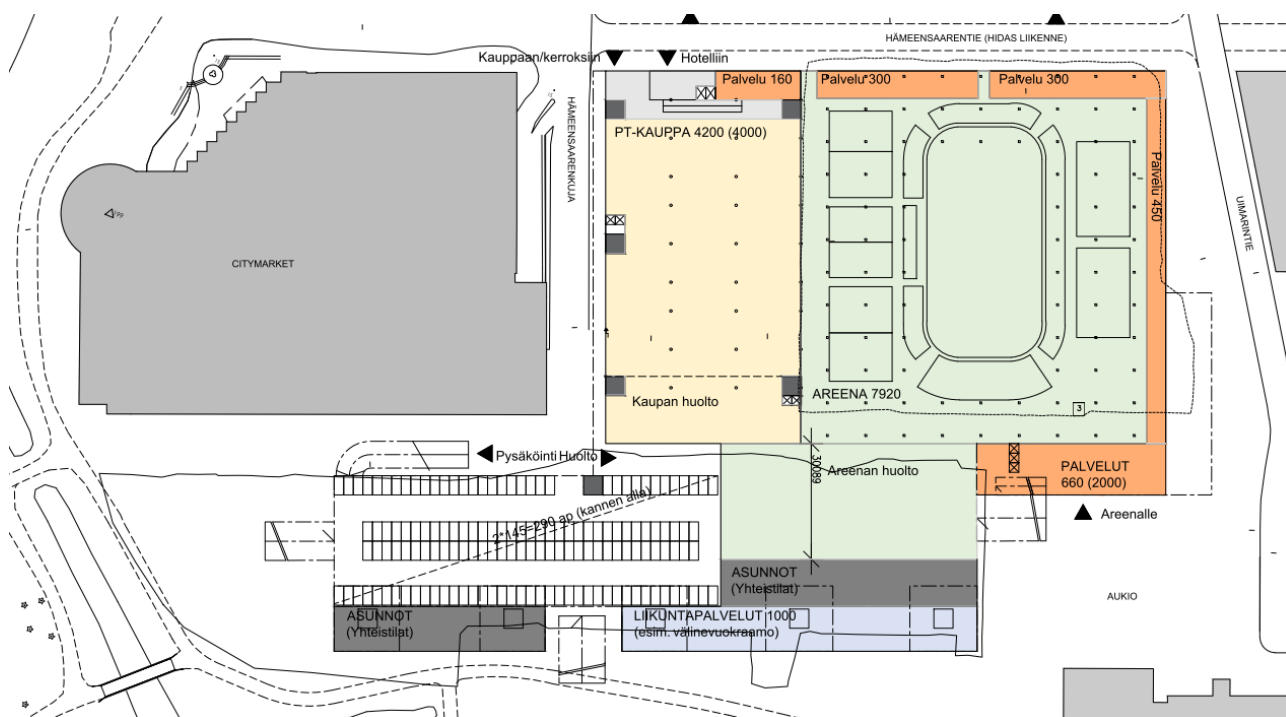 HÄMEENSAARENTIE (HIDAS LIIKENNE)
Kauppaan/kerroksiin
Hotelliin
Palvelu 160
Palvelu 300
Palvelu 300
HÄMEENSAARENKUJA
PT-KAUPPA 4200 (4000)
Palvelu 450
UIMARINTIE
CITYMARKET
Kaupan huolto
AREENA 7920
3
Pysäköinti
Huolto
30089
Areenan huolto
PALVELUT
660 (2000)
2*145=290 ap (kannen alla)
Areenalle
ASUNNOT
(Yhteistilat)
AUKIO
ASUNNOT
(Yhteistilat)
LIIKUNTAPALVELUT 1000
(esim. välinevuokraamo)